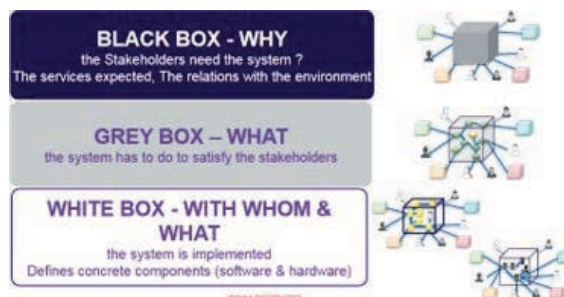 BLACK BOX - WHY
the Stakeholders need the system ?
The services expected, The relations with the environment
GREY BOX – WHAT
the system has to do to satisfy the stakeholders
WHITE BOX - WITH WHOM &
WHAT
the system is implemented
Defines concrete components (software & hardware)